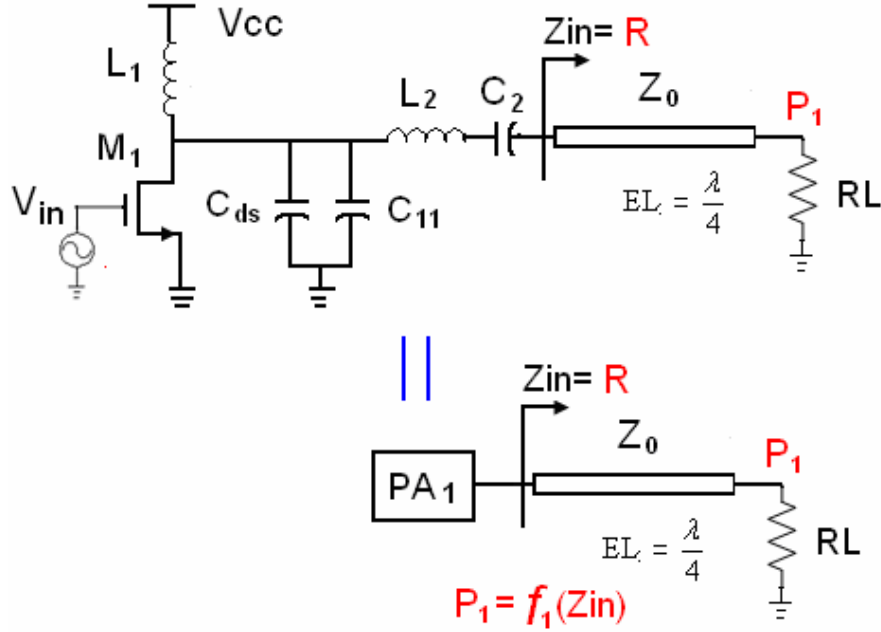 Vcc
L1
M1
Vin
Cds
C11
L2
C2
Zin= R
Z0
P1
EL: = λ/4
RL
PA1
Zin= R
Z0
P1
EL: = λ/4
RL
P1 = f1(Zin)